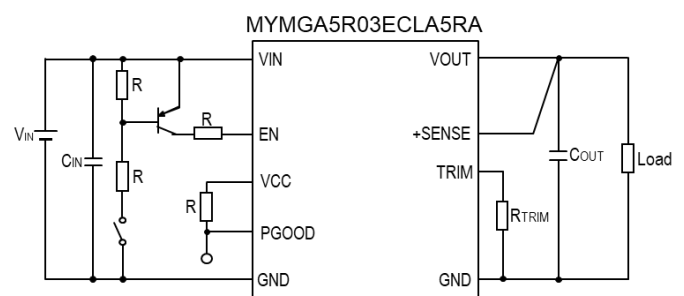 MYMGA5R03ECLA5RA
VIN
VOUT
R
R
EN
+SENSE
VIN
CIN
R
COUT
Load
VCC
TRIM
R
RTRIM
PGOOD
GND
GND